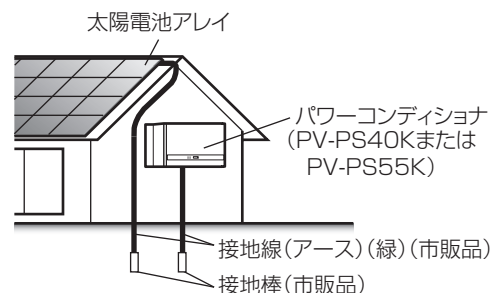 太陽電池アレイ
パワーコンディショナ
（PV-PS40Kまたは
PV-PS55K）
接地線（アース）（緑）（市販品）
接地棒（市販品）